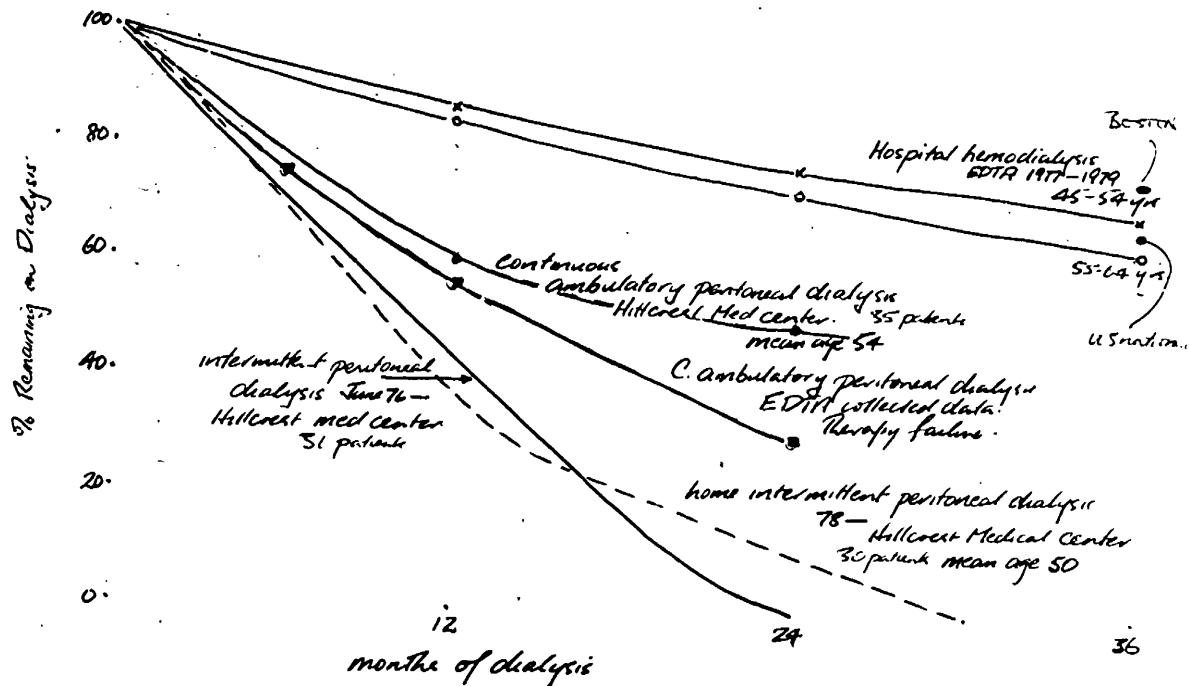 100.
80.
60.
40.
20.
0.
% Remaining on Dialysis
12
24
36
months of dialysis
Hospital hemodialysis
EDTA 1977-1979
45-54 yrs
55-64 yrs
continuous
ambulatory peritoneal dialysis
Hillcrest Med center. 35 patients
mean age 54
C. ambulatory peritoneal dialysis
EDTA collected data.
Therapy failure.
intermittent peritoneal
dialysis June 76—
Hillcrest med center
31 patients
home intermittent peritoneal dialysis
78—
Hillcrest Medical center
patients mean age 50